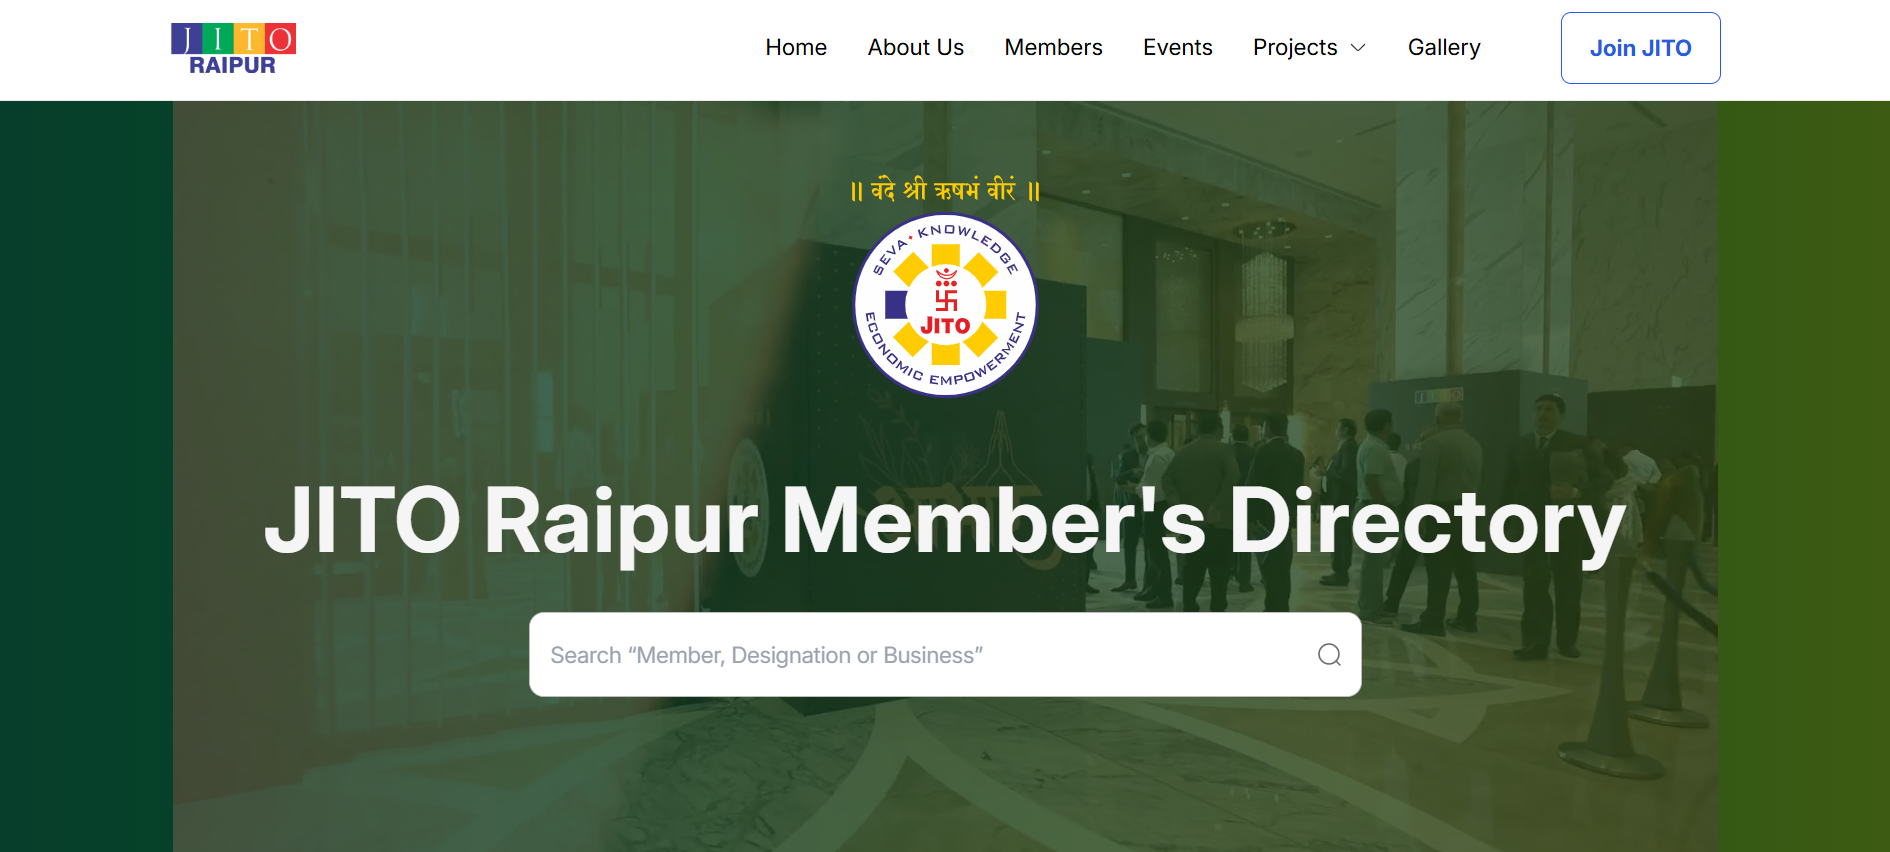 JITO
RAIPUR
Home
About Us
Members
Events
Projects
Gallery
Join JITO
॥ वंदे श्री ऋषभं वीरं ॥
SEVA • KNOWLEDGE
JITO
ECONOMIC EMPOWERMENT
JITO Raipur Member's Directory
Search “Member, Designation or Business”